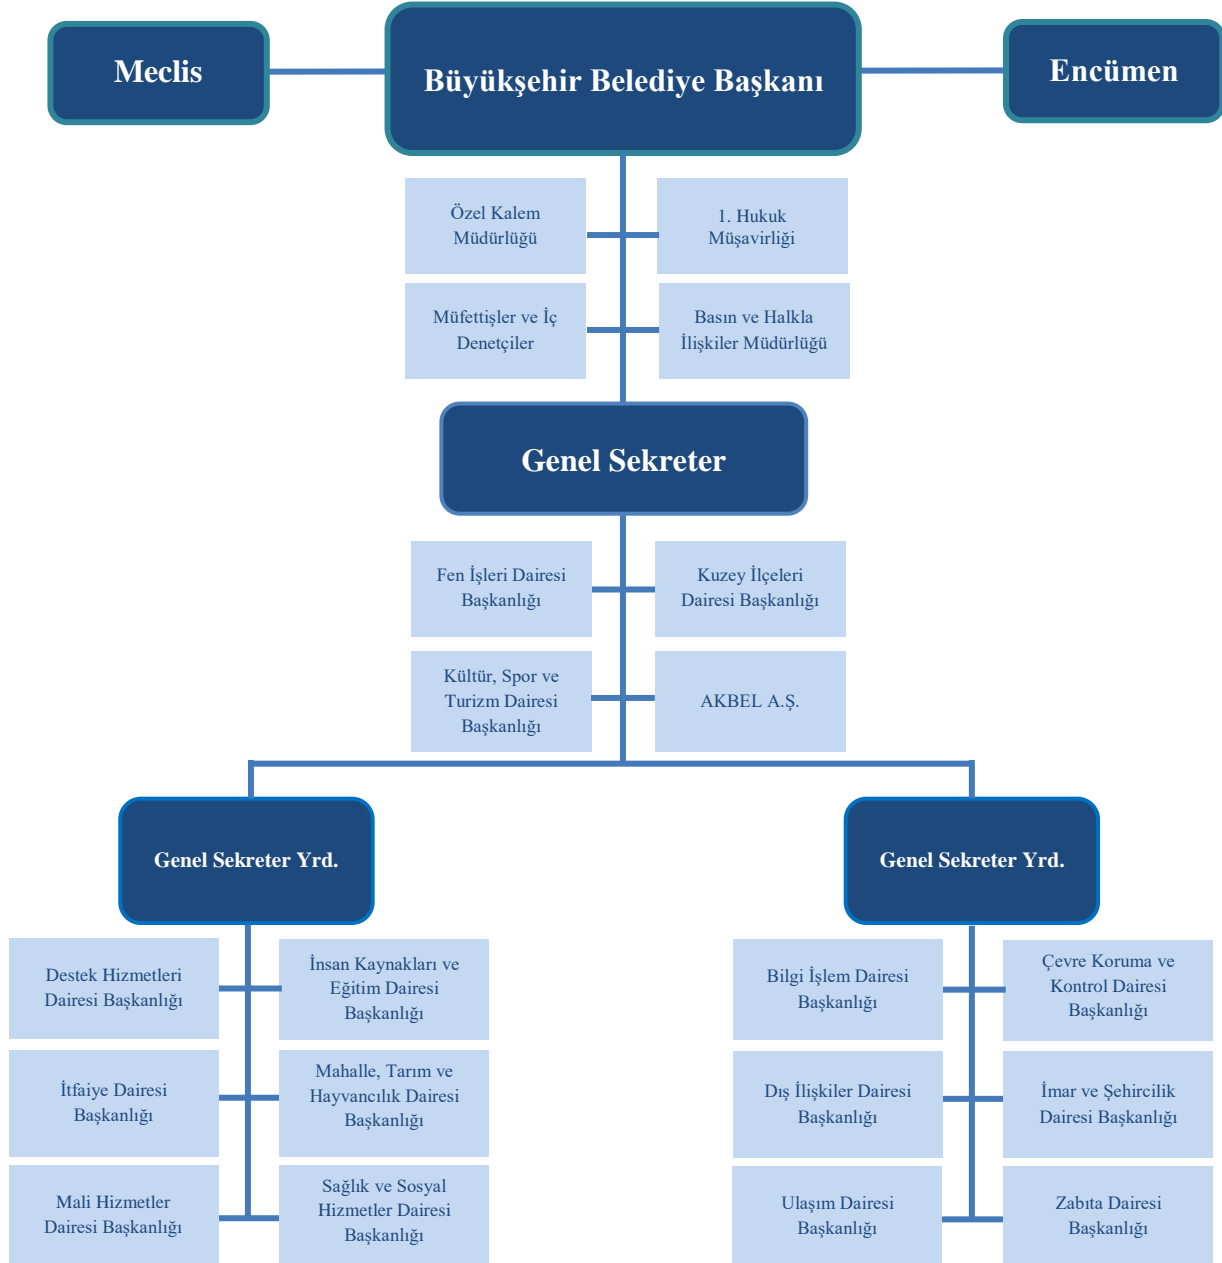 Meclis
Büyükşehir Belediye Başkanı
Encümen
Özel Kalem
Müdürlüğü
1. Hukuk
Müşavirliği
Müfettişler ve İç
Denetçiler
Basın ve Halkla
İlişkiler Müdürlüğü
Genel Sekreter
Fen İşleri Dairesi
Başkanlığı
Kuzey İlçeleri
Dairesi Başkanlığı
Kültür, Spor ve
Turizm Dairesi
Başkanlığı
AKBEL A.Ş.
Genel Sekreter Yrd.
Genel Sekreter Yrd.
Destek Hizmetleri
Dairesi Başkanlığı
İnsan Kaynakları ve
Eğitim Dairesi
Başkanlığı
İtfaiye Dairesi
Başkanlığı
Mahalle, Tarım ve
Hayvancılık Dairesi
Başkanlığı
Mali Hizmetler
Dairesi Başkanlığı
Sağlık ve Sosyal
Hizmetler Dairesi
Başkanlığı
Bilgi İşlem Dairesi
Başkanlığı
Çevre Koruma ve
Kontrol Dairesi
Başkanlığı
Dış İlişkiler Dairesi
Başkanlığı
İmar ve Şehircilik
Dairesi Başkanlığı
Ulaşım Dairesi
Başkanlığı
Zabıta Dairesi
Başkanlığı